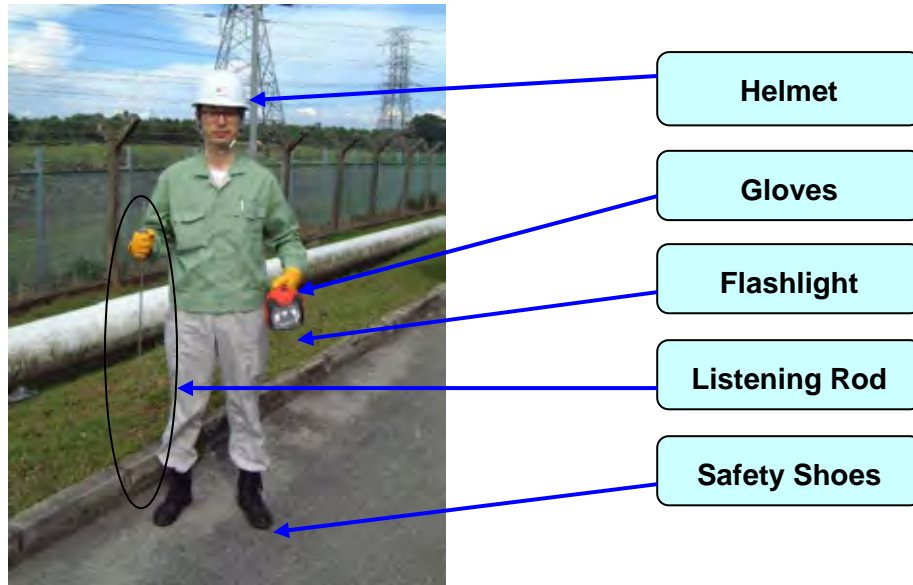 Helmet
Gloves
Flashlight
Listening Rod
Safety Shoes